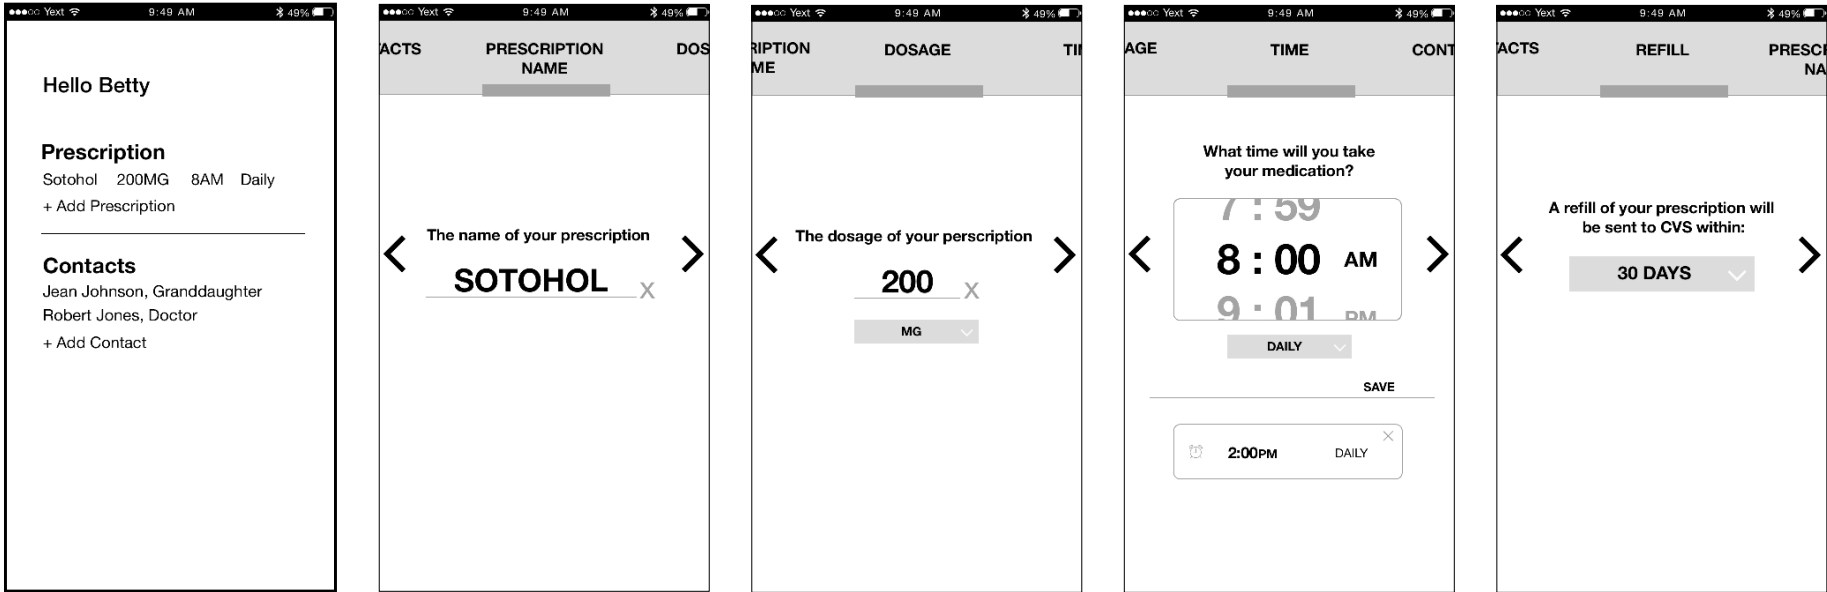 Yext 9:49 AM 49%
Hello Betty
Prescription
Sotohol 200MG 8AM Daily
+ Add Prescription
Contacts
Jean Johnson, Granddaughter
Robert Jones, Doctor
+ Add Contact
Yext 9:49 AM 49%
ACTS PRESCRIPTION DOS
NAME
The name of your prescription
< SOTOHOL X >
Yext 9:49 AM 49%
RIPTION DOSAGE TI
ME
The dosage of your perscription
< 200 X >
MG
Yext 9:49 AM 49%
AGE TIME CONT
What time will you take
your medication?
7 : 59
< 8 : 00 AM >
9 : 01 PM
DAILY
SAVE
2:00PM DAILY X
Yext 9:49 AM 49%
ACTS REFILL PRESCR
NA
A refill of your prescription will
be sent to CVS within:
< 30 DAYS >